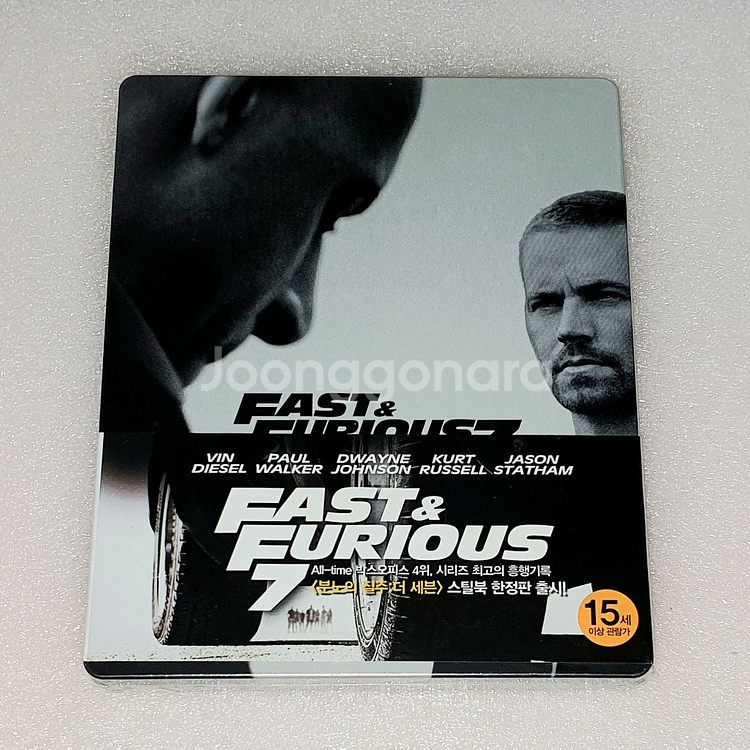 Joonggonara
FAST &
FURIOUS 7
VIN PAUL DWAYNE KURT JASON
DIESEL WALKER JOHNSON RUSSELL STATHAM
FAST &
FURIOUS
7
All-time 박스오피스 4위, 시리즈 최고의 흥행기록
<분노의 질주:더 세븐> 스틸북 한정판 출시!
15세
이상 관람가